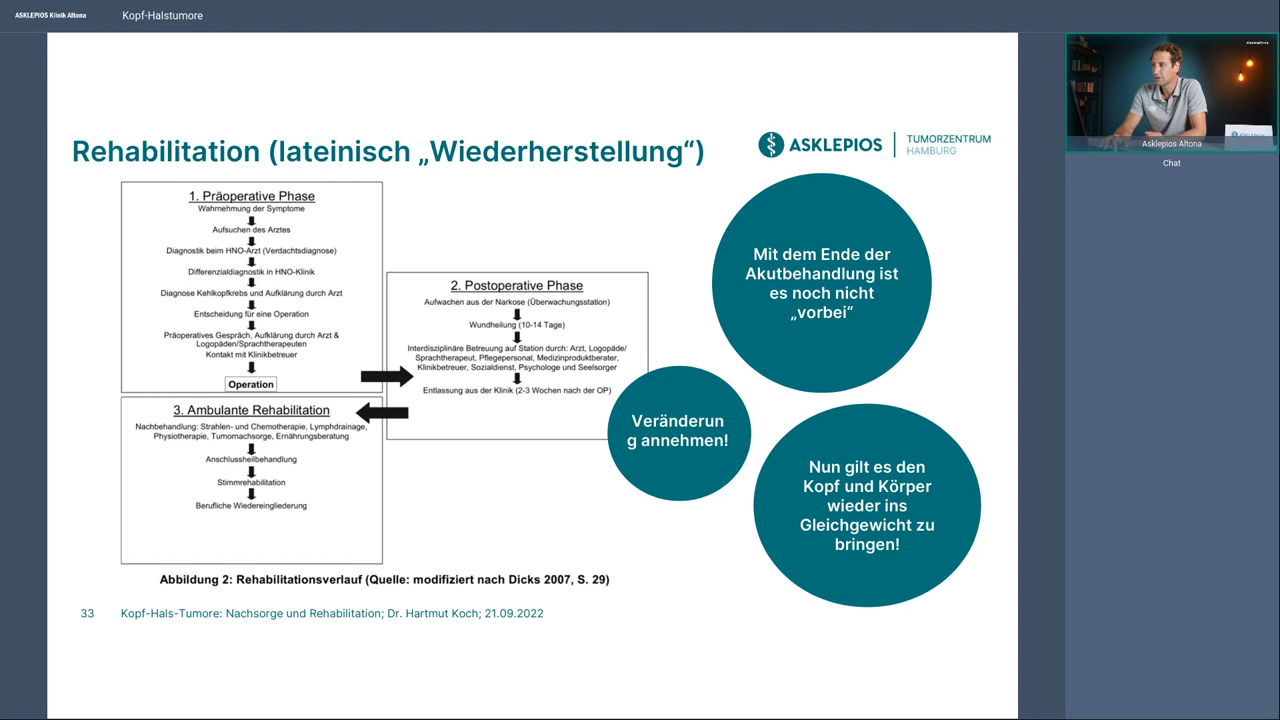 ASKLEPIOS Klinik Altona
Kopf-Halstumore
Rehabilitation (lateinisch „Wiederherstellung“)
ASKLEPIOS
TUMORZENTRUM
HAMBURG
1. Präoperative Phase
Wahrnehmung der Symptome
Aufsuchen des Arztes
Diagnostik beim HNO-Arzt (Verdachtsdiagnose)
Differenzialdiagnostik in HNO-Klinik
Diagnose Kehlkopfkrebs und Aufklärung durch Arzt
Entscheidung für eine Operation
Präoperatives Gespräch, Aufklärung durch Arzt &
Logopäden/Sprachtherapeuten
Kontakt mit Klinikbetreuer
Operation
2. Postoperative Phase
Aufwachen aus der Narkose (Überwachungsstation)
Wundheilung (10-14 Tage)
Interdisziplinäre Betreuung auf Station durch: Arzt, Logopäde/
Sprachtherapeut, Pflegepersonal, Medizinproduktberater,
Klinikbetreuer, Sozialdienst, Psychologe und Seelsorger
Entlassung aus der Klinik (2-3 Wochen nach der OP)
3. Ambulante Rehabilitation
Nachbehandlung: Strahlen- und Chemotherapie, Lymphdrainage,
Physiotherapie, Tumornachsorge, Ernährungsberatung
Anschlussheilbehandlung
Stimmrehabilitation
Berufliche Wiedereingliederung
Mit dem Ende der
Akutbehandlung ist
es noch nicht
„vorbei“
Veränderun
g annehmen!
Nun gilt es den
Kopf und Körper
wieder ins
Gleichgewicht zu
bringen!
Abbildung 2: Rehabilitationsverlauf (Quelle: modifiziert nach Dicks 2007, S. 29)
33 Kopf-Hals-Tumore: Nachsorge und Rehabilitation; Dr. Hartmut Koch; 21.09.2022
Asklepios Altona
Chat